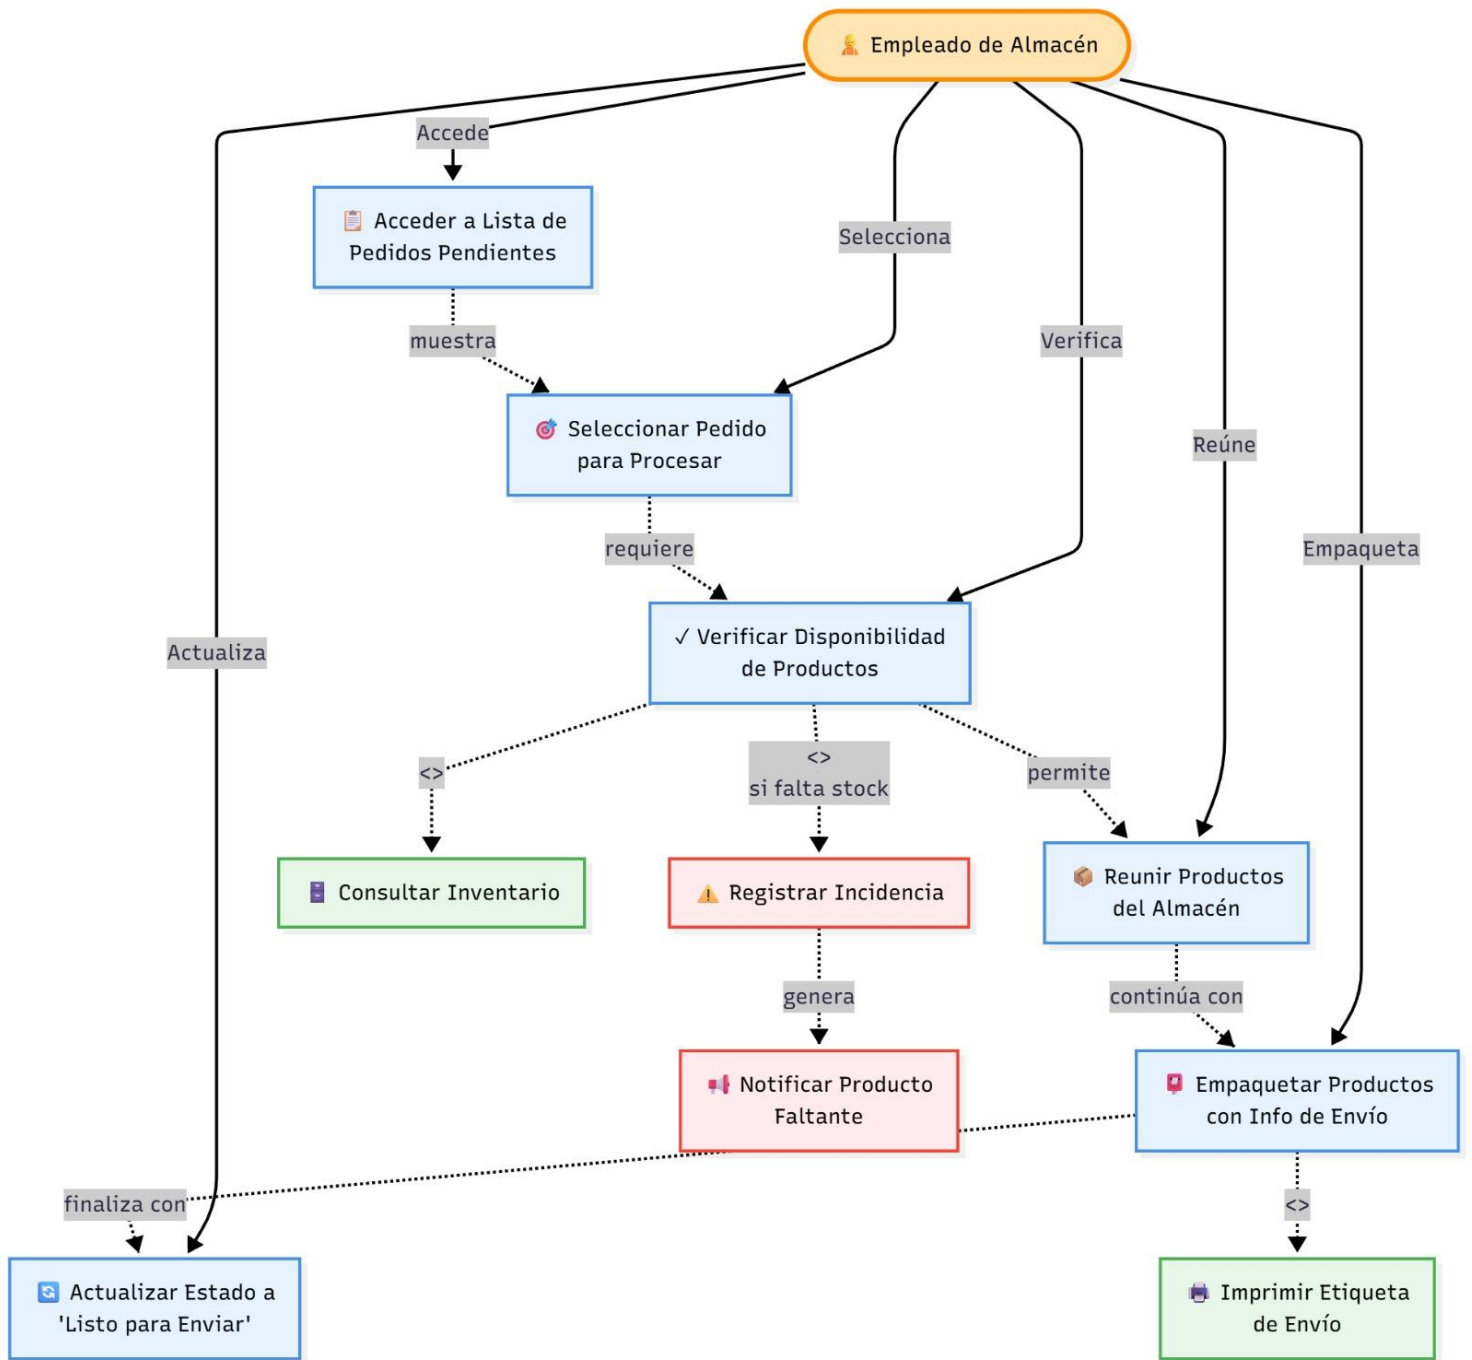 Empleado de Almacén
Accede
Acceder a Lista de
Pedidos Pendientes
Selecciona
muestra
Verifica
Seleccionar Pedido
para Procesar
Reúne
requiere
Empaqueta
✓ Verificar Disponibilidad
de Productos
Actualiza
<>
<>
si falta stock
permite
Consultar Inventario
Registrar Incidencia
Reunir Productos
del Almacén
genera
continúa con
Notificar Producto
Faltante
Empaquetar Productos
con Info de Envío
finaliza con
<>
Actualizar Estado a
'Listo para Enviar'
Imprimir Etiqueta
de Envío